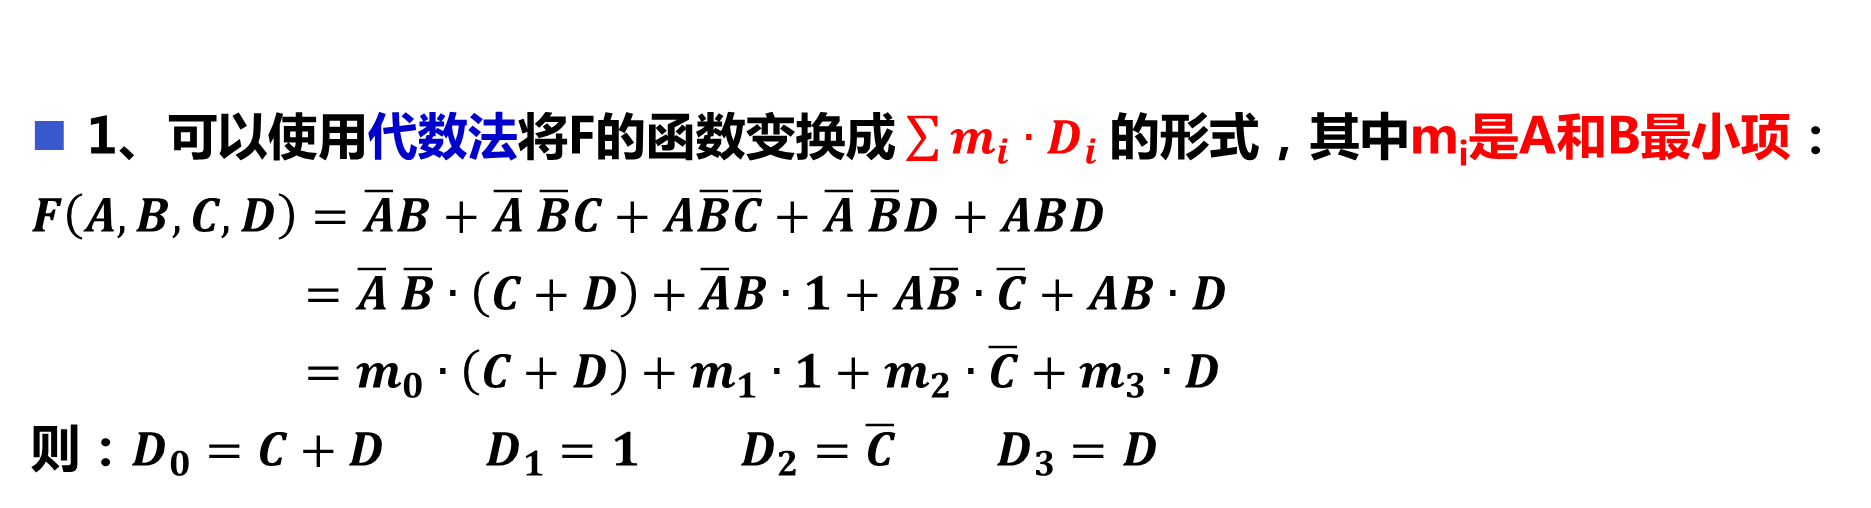 ■ 1、可以使用代数法将F的函数变换成 ∑ mᵢ · Dᵢ 的形式，其中mᵢ是A和B最小项：
F(A, B, C, D) = A̅B + A̅ B̅C + AB̅C̅ + A̅ B̅D + ABD
= A̅ B̅ · (C + D) + A̅B · 1 + AB̅ · C̅ + AB · D
= m₀ · (C + D) + m₁ · 1 + m₂ · C̅ + m₃ · D
则：D₀ = C + D D₁ = 1 D₂ = C̅ D₃ = D